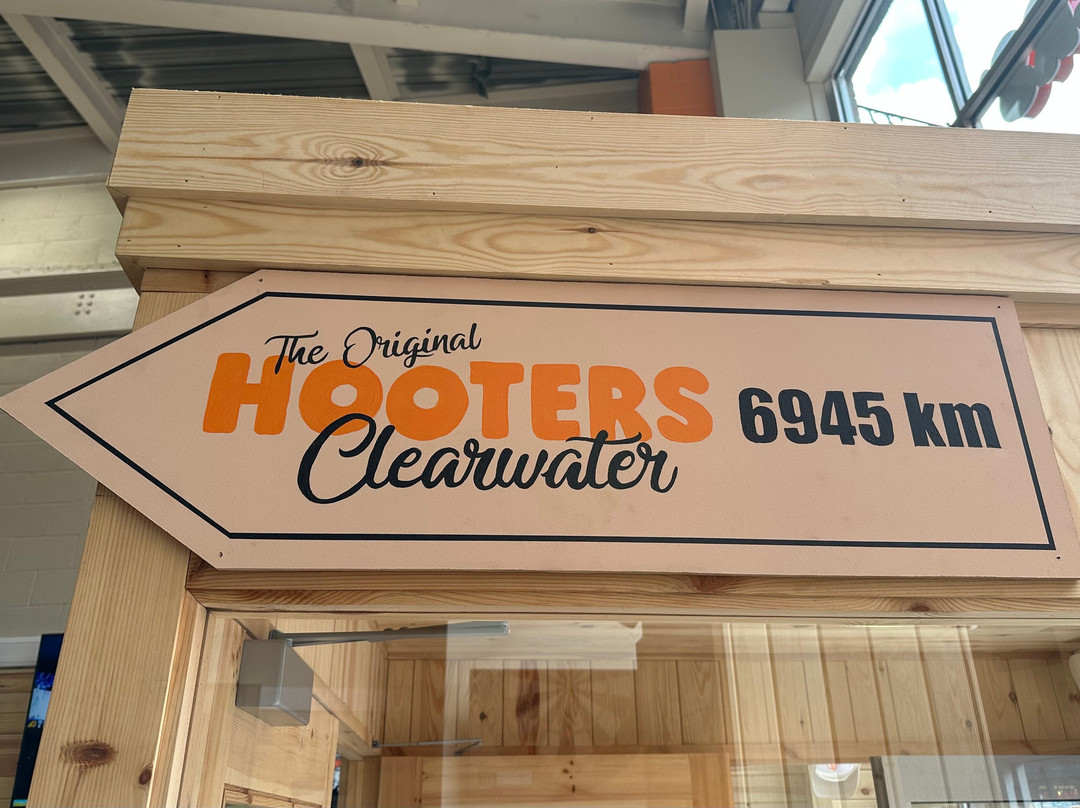 The Original
HOOTERS 6945 km
Clearwater